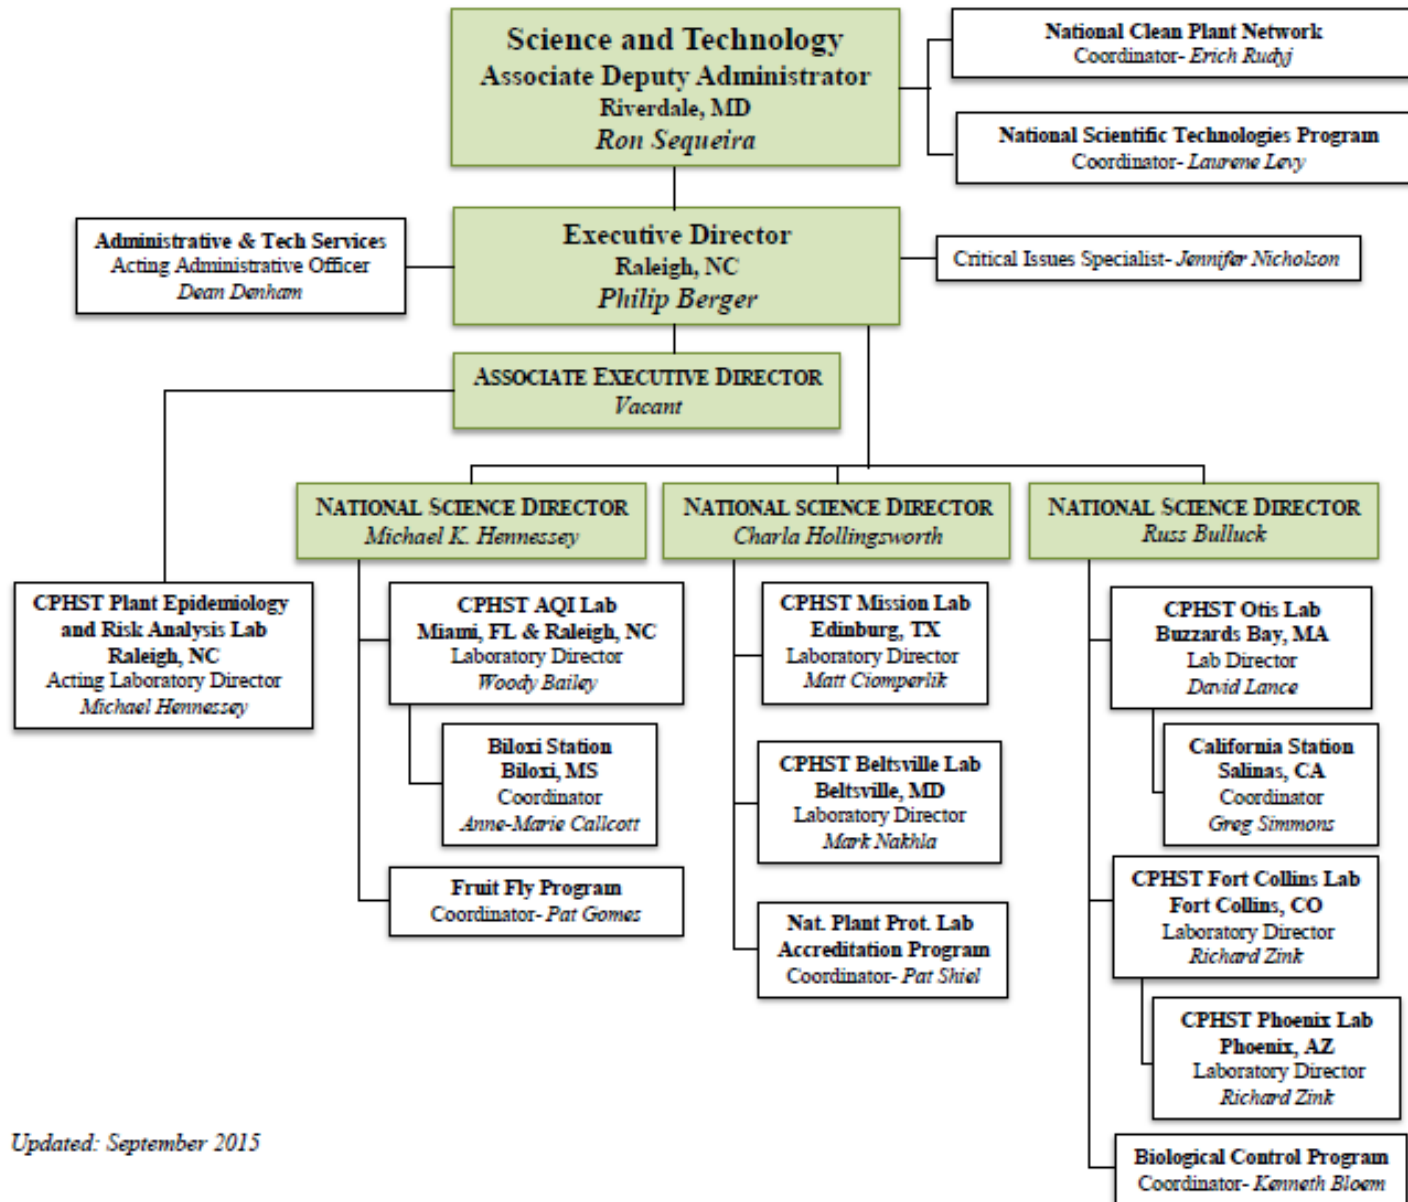 Science and Technology
Associate Deputy Administrator
Riverdale, MD
Ron Sequeira
National Clean Plant Network
Coordinator- Erich Rudyj
National Scientific Technologies Program
Coordinator- Laurene Levy
Administrative & Tech Services
Acting Administrative Officer
Dean Denham
Executive Director
Raleigh, NC
Philip Berger
Critical Issues Specialist- Jennifer Nicholson
ASSOCIATE EXECUTIVE DIRECTOR
Vacant
NATIONAL SCIENCE DIRECTOR
Michael K. Hennessey
NATIONAL SCIENCE DIRECTOR
Charla Hollingsworth
NATIONAL SCIENCE DIRECTOR
Russ Bulluck
CPHST Plant Epidemiology
and Risk Analysis Lab
Raleigh, NC
Acting Laboratory Director
Michael Hennessey
CPHST AQI Lab
Miami, FL & Raleigh, NC
Laboratory Director
Woody Bailey
Biloxi Station
Biloxi, MS
Coordinator
Anne-Marie Callcott
Fruit Fly Program
Coordinator- Pat Gomes
CPHST Mission Lab
Edinburg, TX
Laboratory Director
Matt Ciomperlik
CPHST Beltsville Lab
Beltsville, MD
Laboratory Director
Mark Nakhla
Nat. Plant Prot. Lab
Accreditation Program
Coordinator- Pat Shiel
CPHST Otis Lab
Buzzards Bay, MA
Lab Director
David Lance
California Station
Salinas, CA
Coordinator
Greg Simmons
CPHST Fort Collins Lab
Fort Collins, CO
Laboratory Director
Richard Zink
CPHST Phoenix Lab
Phoenix, AZ
Laboratory Director
Richard Zink
Biological Control Program
Coordinator- Kenneth Bloem
Updated: September 2015